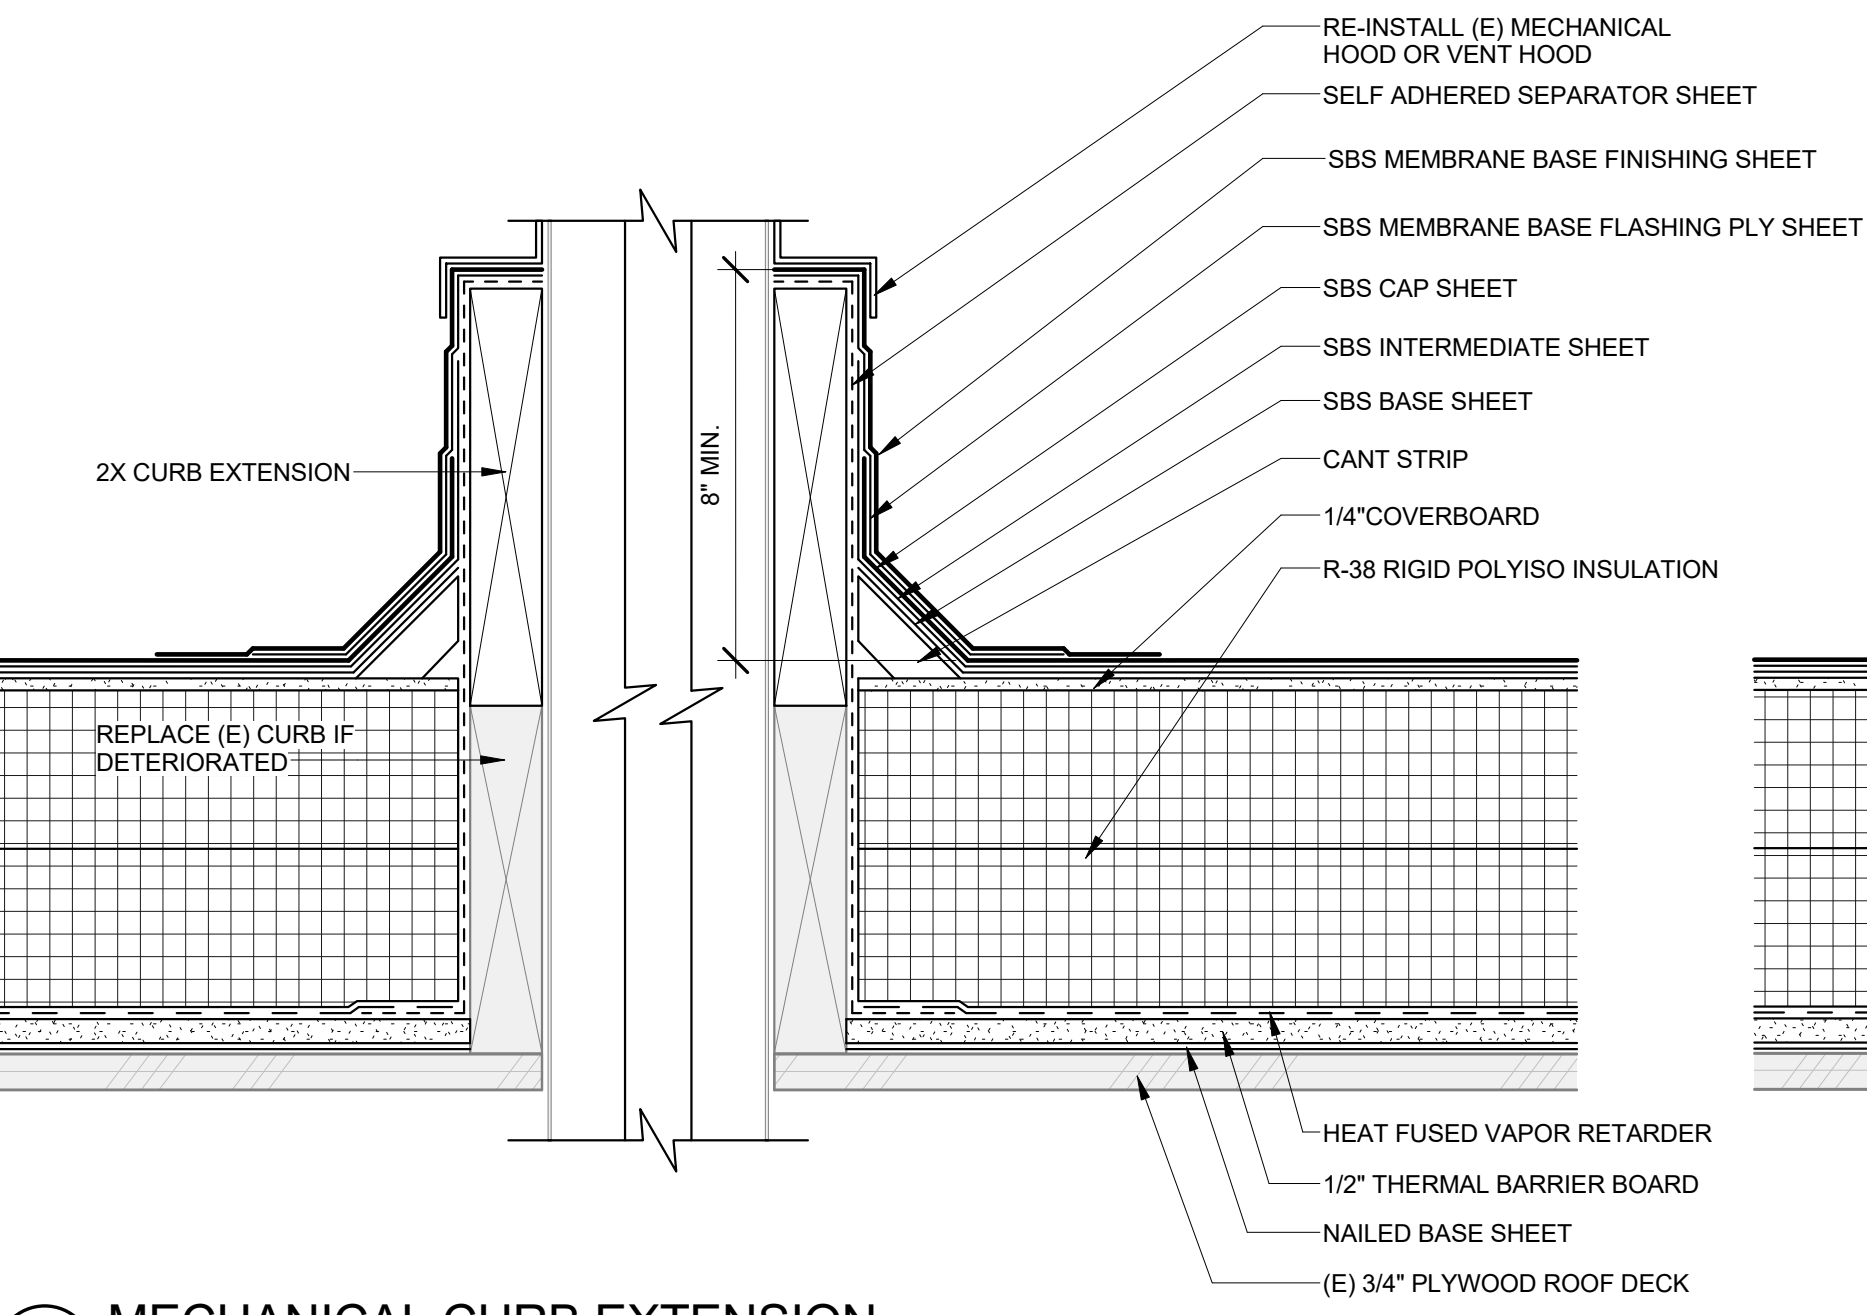 RE-INSTALL (E) MECHANICAL
HOOD OR VENT HOOD
SELF ADHERED SEPARATOR SHEET
SBS MEMBRANE BASE FINISHING SHEET
SBS MEMBRANE BASE FLASHING PLY SHEET
SBS CAP SHEET
SBS INTERMEDIATE SHEET
SBS BASE SHEET
CANT STRIP
1/4"COVERBOARD
R-38 RIGID POLYISO INSULATION
2X CURB EXTENSION
8" MIN.
REPLACE (E) CURB IF
DETERIORATED
HEAT FUSED VAPOR RETARDER
1/2" THERMAL BARRIER BOARD
NAILED BASE SHEET
(E) 3/4" PLYWOOD ROOF DECK
MECHANICAL CURB EXTENSION